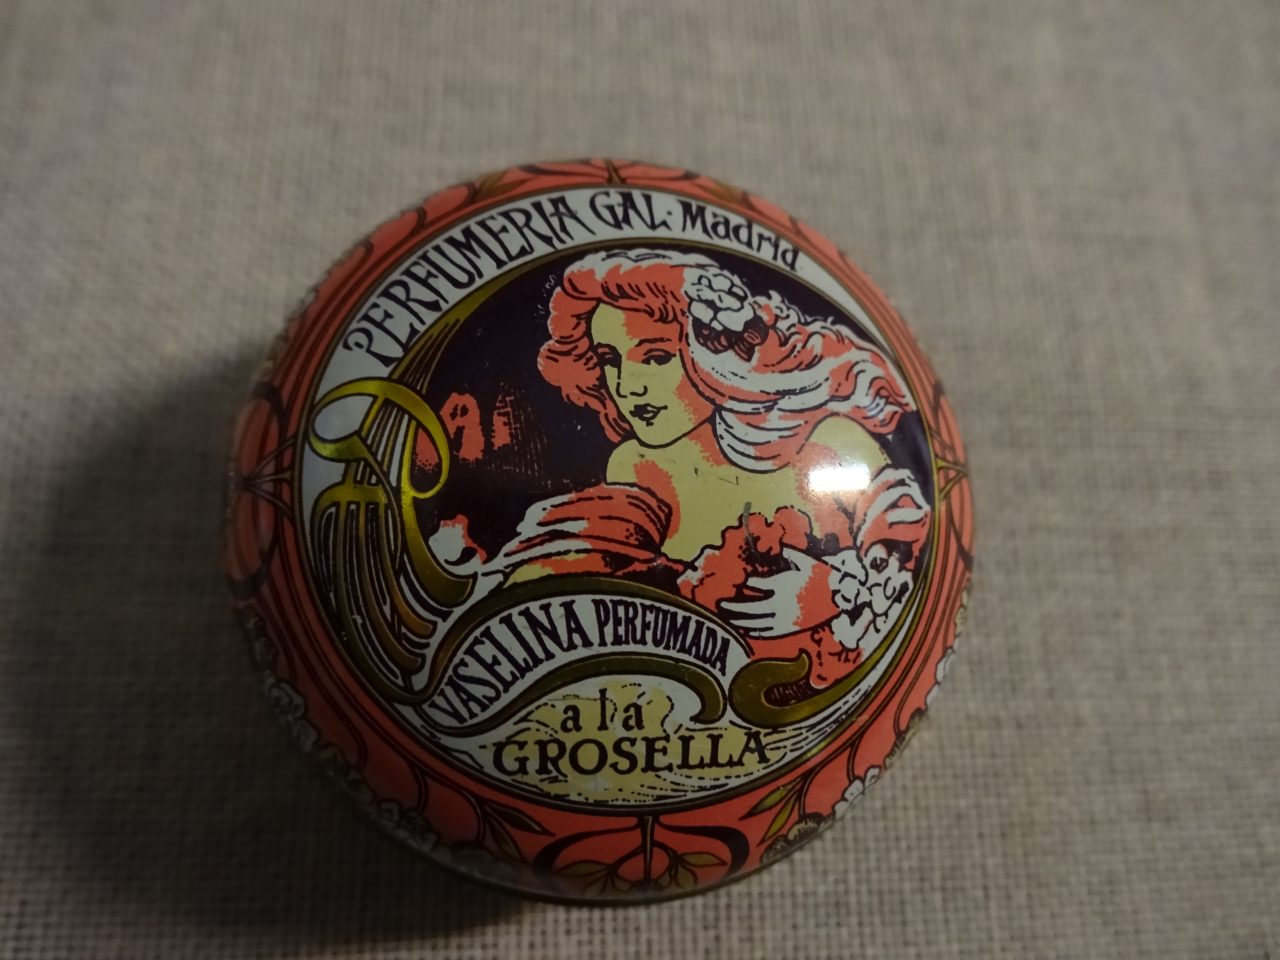 PERFUMERIA GAL· Madrid
VASELINA PERFUMADA
a la
GROSELLA